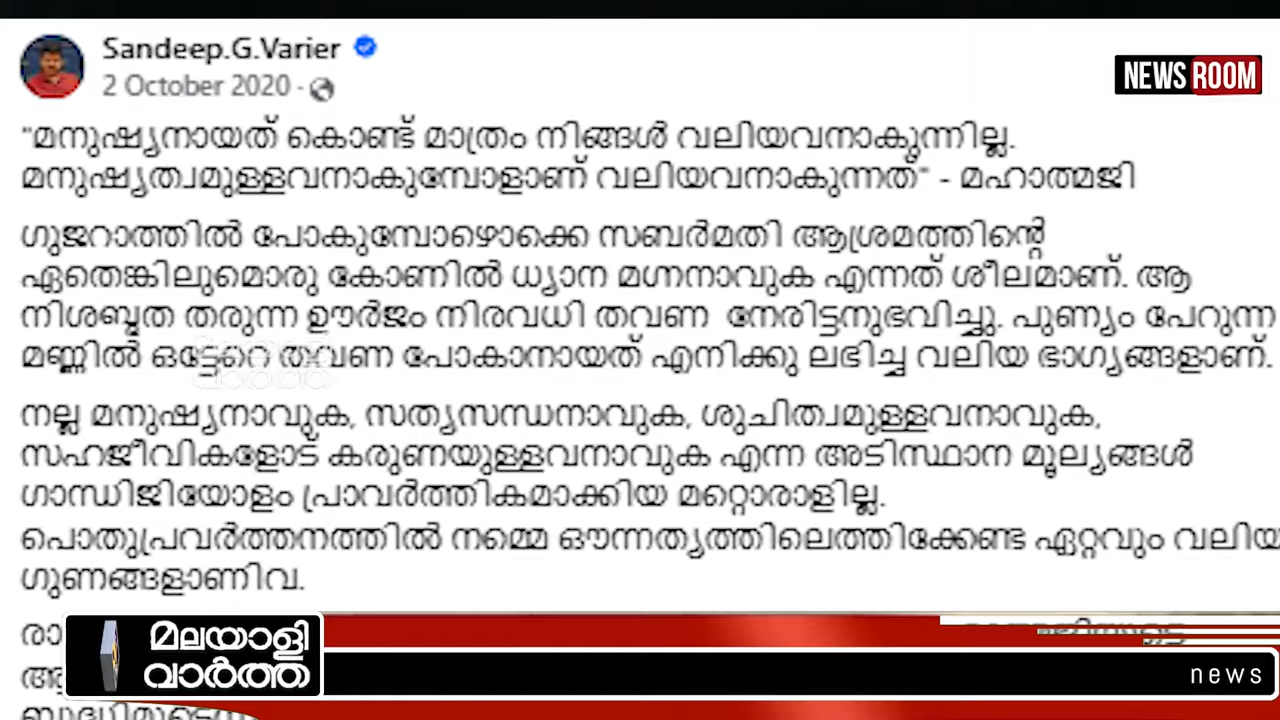 Sandeep.G.Varier
2 October 2020
NEWS ROOM
"മനുഷ്യനായത് കൊണ്ട് മാത്രം നിങ്ങൾ വലിയവനാകുന്നില്ല.
മനുഷ്യത്വമുള്ളവനാകുമ്പോളാണ് വലിയവനാകുന്നത്" - മഹാത്മജി
ഗുജറാത്തിൽ പോകുമ്പോഴൊക്കെ സബർമതി ആശ്രമത്തിന്റെ
ഏതെങ്കിലുമൊരു കോണിൽ ധ്യാന മഗ്നനാവുക എന്നത് ശീലമാണ്. ആ
നിശബ്ദത തരുന്ന ഊർജം നിരവധി തവണ നേരിട്ടനുഭവിച്ചു. പുണ്യം പേറുന്ന
മണ്ണിൽ ഒട്ടേറെ തവണ പോകാനായത് എനിക്കു ലഭിച്ച വലിയ ഭാഗ്യങ്ങളാണ്.
നല്ല മനുഷ്യനാവുക, സത്യസന്ധനാവുക, ശുചിത്വമുള്ളവനാവുക,
സഹജീവികളോട് കരുണയുള്ളവനാവുക എന്ന അടിസ്ഥാന മൂല്യങ്ങൾ
ഗാന്ധിജിയോളം പ്രാവർത്തികമാക്കിയ മറ്റൊരാളില്ല.
പൊതുപ്രവർത്തനത്തിൽ നമ്മെ ഔന്നത്യത്തിലെത്തിക്കേണ്ട ഏറ്റവും വലിയ
ഗുണങ്ങളാണിവ.
മലയാളി
വാർത്ത
news